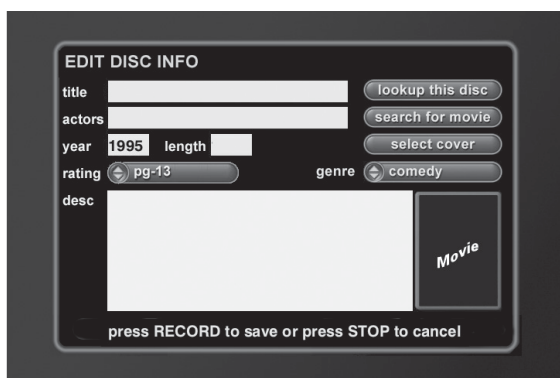 EDIT DISC INFO
title
lookup this disc
actors
search for movie
year 1995 length
select cover
rating pg-13
genre comedy
desc
Movie
press RECORD to save or press STOP to cancel